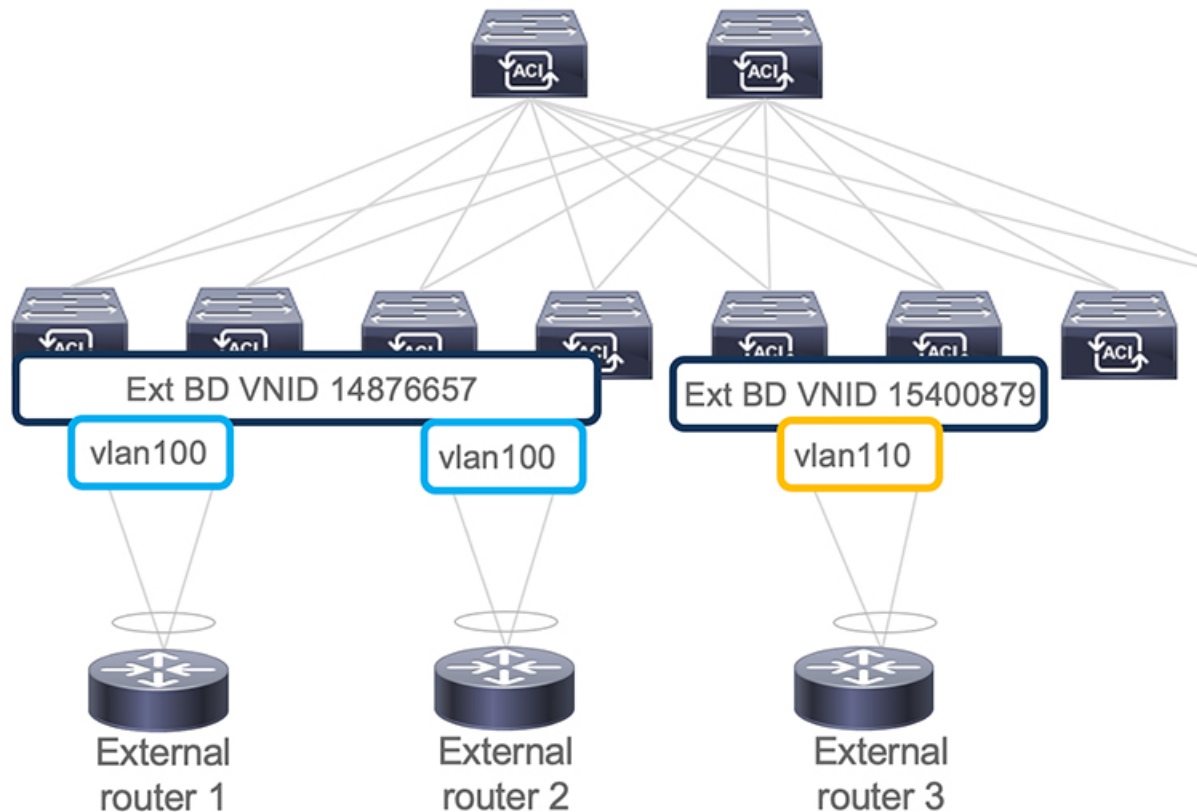 ACI
ACI
ACI
ACI
ACI
ACI
ACI
ACI
ACI
Ext BD VNID 14876657
Ext BD VNID 15400879
vlan100
vlan100
vlan110
External
router 1
External
router 2
External
router 3